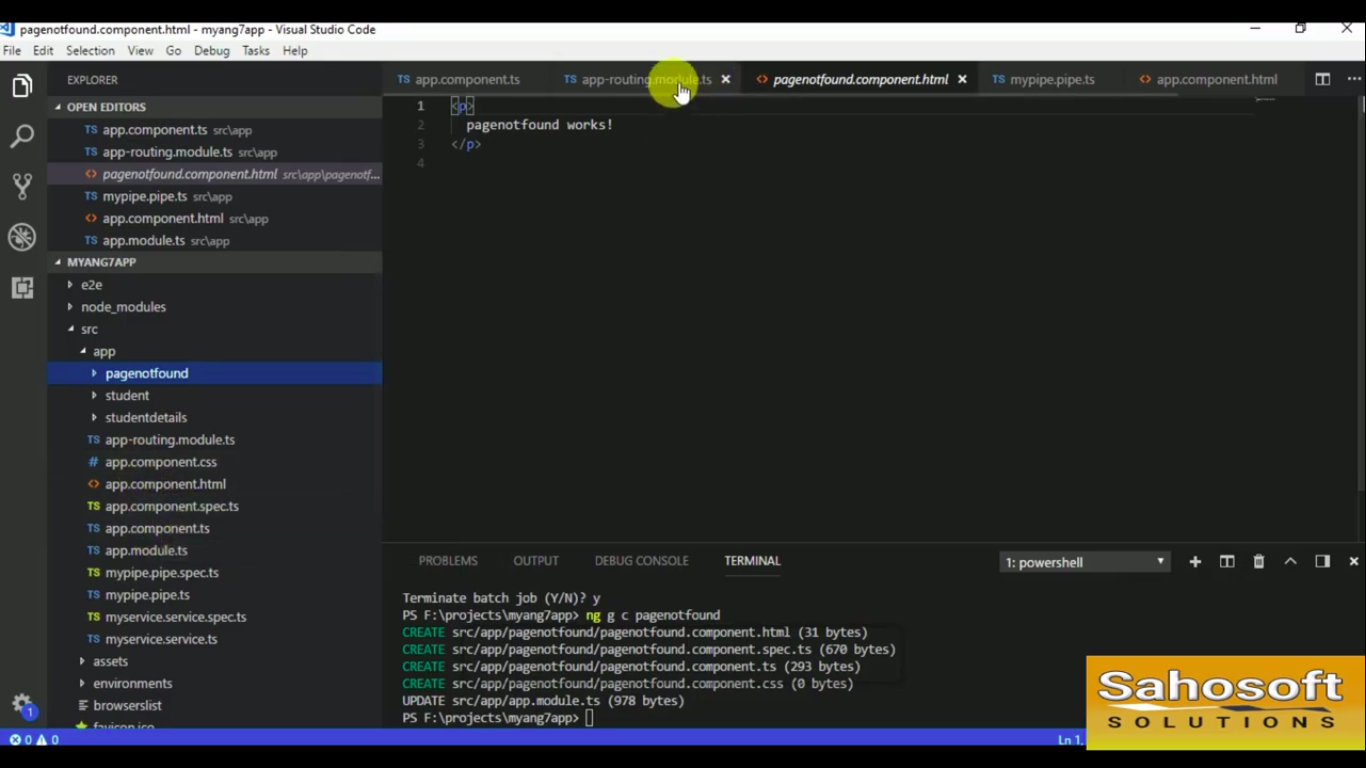 pagenotfound.component.html - myang7app - Visual Studio Code
File Edit Selection View Go Debug Tasks Help
EXPLORER
OPEN EDITORS
TS app.component.ts src\app
TS app-routing.module.ts src\app
<> pagenotfound.component.html src\app\pagenotf...
TS mypipe.pipe.ts src\app
<> app.component.html src\app
TS app.module.ts src\app
MYANG7APP
e2e
node_modules
src
app
pagenotfound
student
studentdetails
TS app-routing.module.ts
# app.component.css
<> app.component.html
TS app.component.spec.ts
TS app.component.ts
TS app.module.ts
TS mypipe.pipe.spec.ts
TS mypipe.pipe.ts
TS myservice.service.spec.ts
TS myservice.service.ts
assets
environments
browserslist
favicon.ico
1
TS app.component.ts TS app-routing.module.ts <> pagenotfound.component.html TS mypipe.pipe.ts <> app.component.html ...
1 <p>
2 pagenotfound works!
3 </p>
4
PROBLEMS OUTPUT DEBUG CONSOLE TERMINAL 1: powershell
Terminate batch job (Y/N)? y
PS F:\projects\myang7app> ng g c pagenotfound
CREATE src/app/pagenotfound/pagenotfound.component.html (31 bytes)
CREATE src/app/pagenotfound/pagenotfound.component.spec.ts (670 bytes)
CREATE src/app/pagenotfound/pagenotfound.component.ts (293 bytes)
CREATE src/app/pagenotfound/pagenotfound.component.css (0 bytes)
UPDATE src/app/app.module.ts (978 bytes)
PS F:\projects\myang7app>
0 0 Ln 1,
Sahosoft
SOLUTIONS